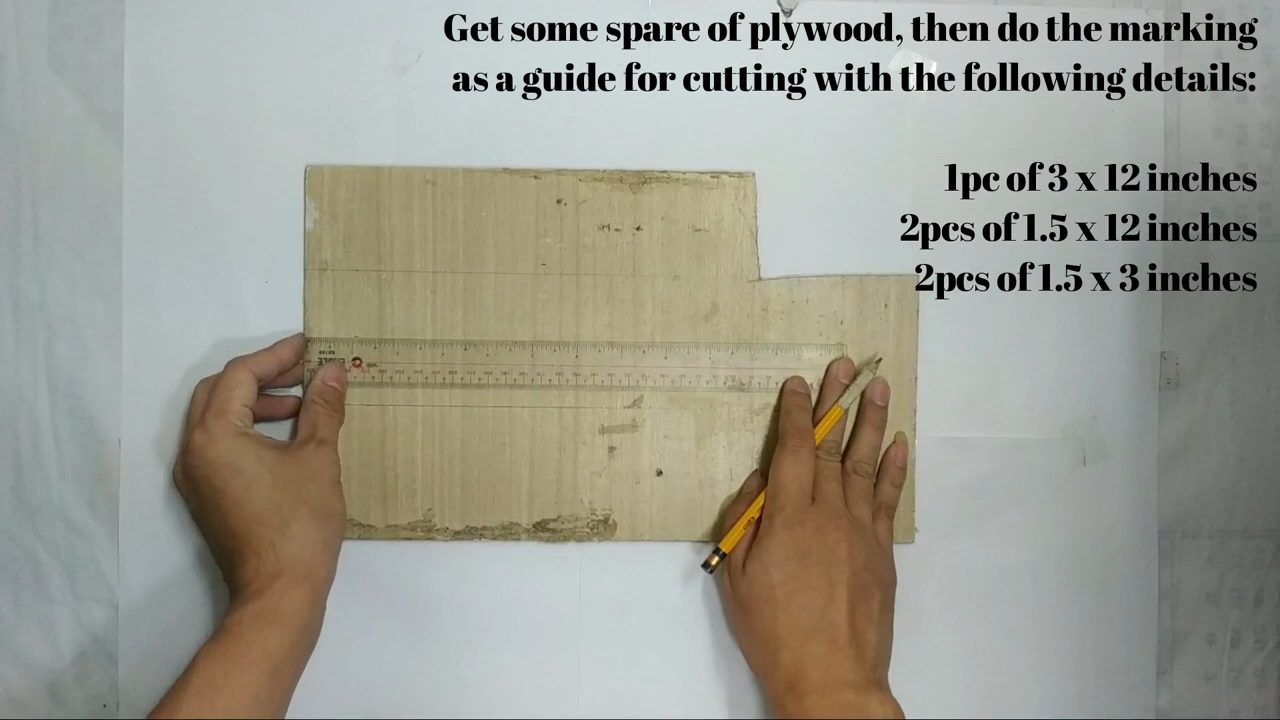 Get some spare of plywood, then do the marking
as a guide for cutting with the following details:
1pc of 3 x 12 inches
2pcs of 1.5 x 12 inches
2pcs of 1.5 x 3 inches